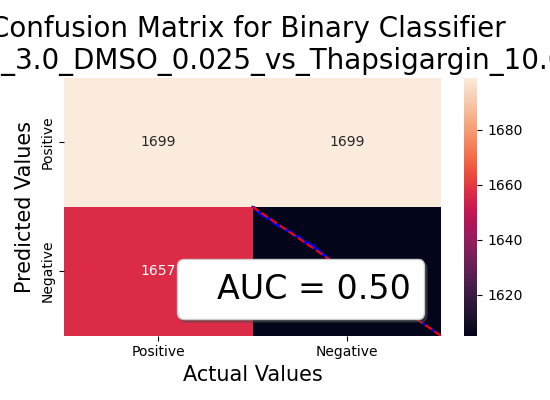 Confusion Matrix for Binary Classifier
_3.0_DMSO_0.025_vs_Thapsigargin_10.
Predicted Values
Positive
Negative
1699 1699
1657
AUC = 0.50
Positive Negative
Actual Values
1680
1660
1640
1620